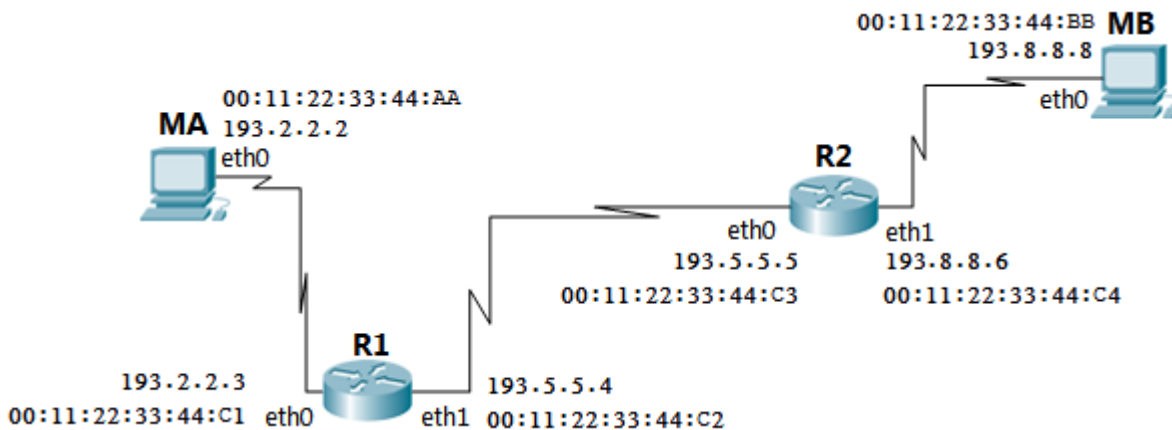 00:11:22:33:44:BB
MB
193.8.8.8
eth0
00:11:22:33:44:AA
MA
193.2.2.2
eth0
R2
eth0
eth1
193.5.5.5
193.8.8.6
00:11:22:33:44:C3
00:11:22:33:44:C4
R1
193.2.2.3
193.5.5.4
00:11:22:33:44:C1
eth0
eth1
00:11:22:33:44:C2